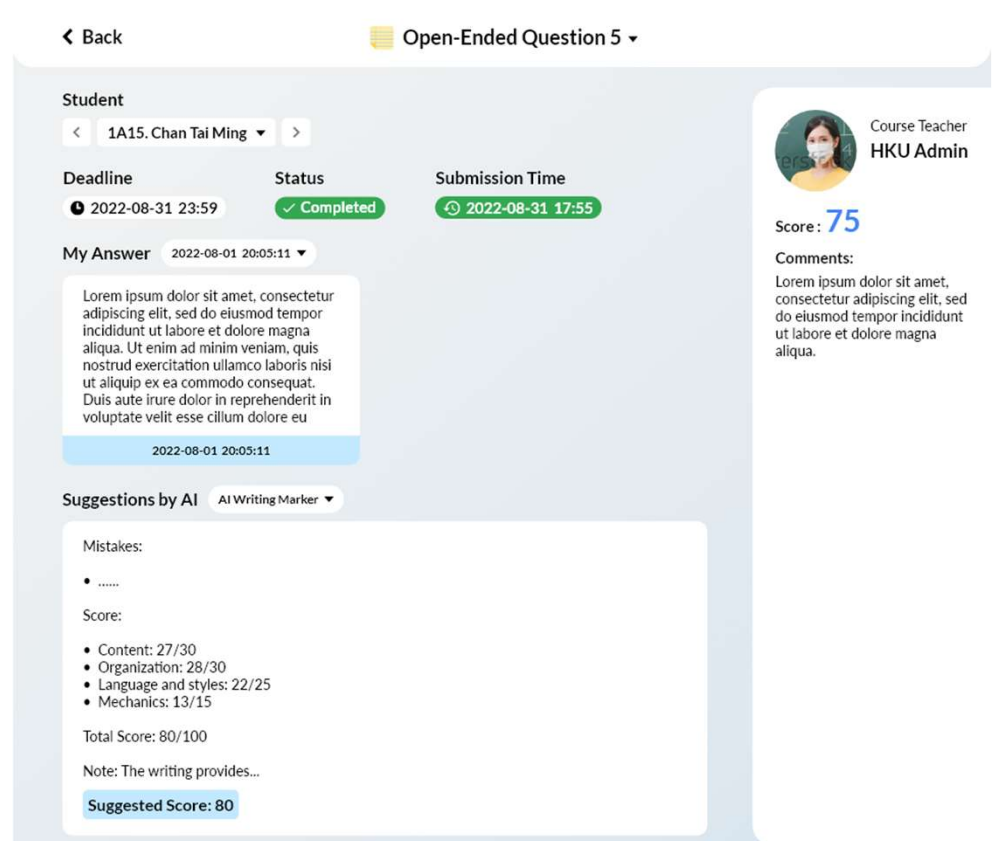 Back
Open-Ended Question 5
Student
1A15. Chan Tai Ming
Deadline
Status
Submission Time
2022-08-31 23:59
Completed
2022-08-31 17:55
My Answer
2022-08-01 20:05:11
Lorem ipsum dolor sit amet, consectetur
adipiscing elit, sed do eiusmod tempor
incididunt ut labore et dolore magna
aliqua. Ut enim ad minim veniam, quis
nostrud exercitation ullamco laboris nisi
ut aliquip ex ea commodo consequat.
Duis aute irure dolor in reprehenderit in
voluptate velit esse cillum dolore eu
2022-08-01 20:05:11
Suggestions by AI
AI Writing Marker
Mistakes:
• ......
Score:
• Content: 27/30
• Organization: 28/30
• Language and styles: 22/25
• Mechanics: 13/15
Total Score: 80/100
Note: The writing provides...
Suggested Score: 80
Course Teacher
HKU Admin
Score : 75
Comments:
Lorem ipsum dolor sit amet,
consectetur adipiscing elit, sed
do eiusmod tempor incididunt
ut labore et dolore magna
aliqua.